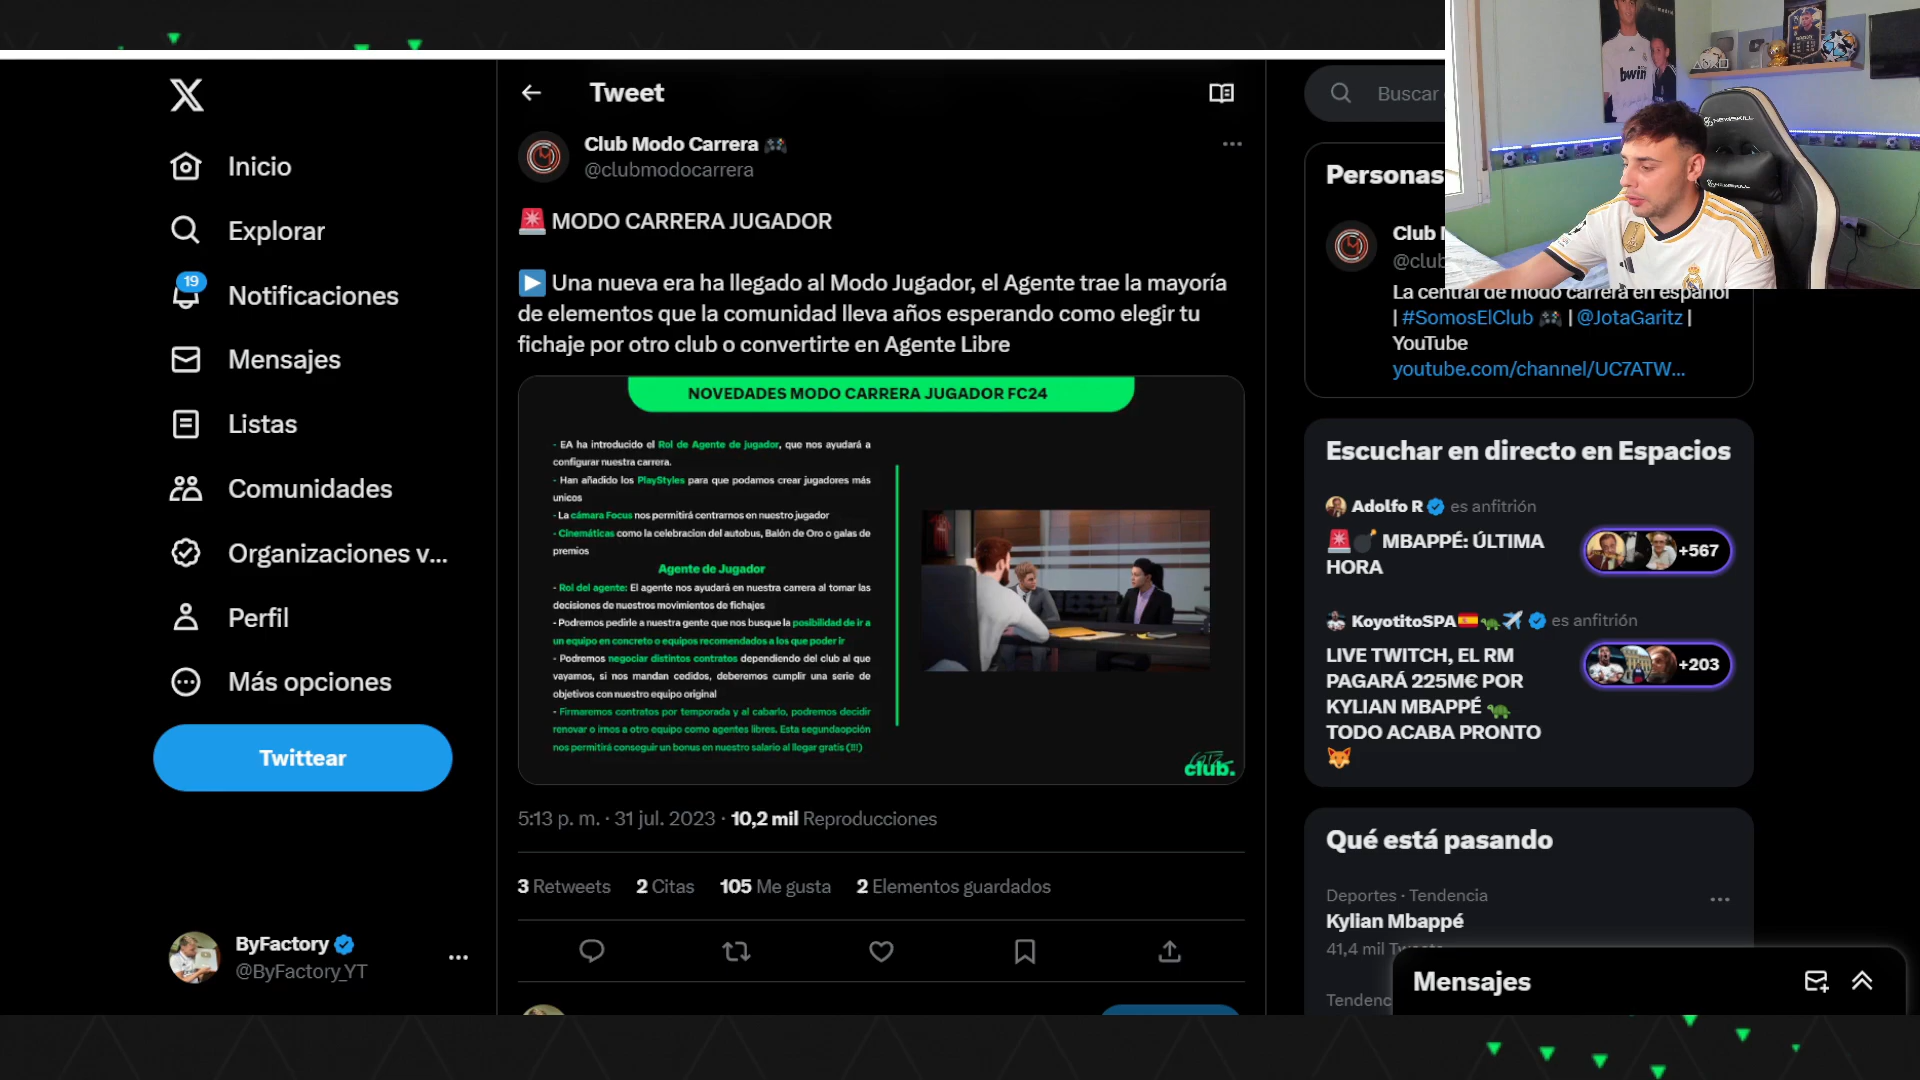 Inicio
Explorar
19
Notificaciones
Mensajes
Listas
Comunidades
Organizaciones v...
Perfil
Más opciones
Twittear
ByFactory
@ByFactory_YT
Tweet
Club Modo Carrera 🎮
@clubmodocarrera
🚨 MODO CARRERA JUGADOR
▶️ Una nueva era ha llegado al Modo Jugador, el Agente trae la mayoría
de elementos que la comunidad lleva años esperando como elegir tu
fichaje por otro club o convertirte en Agente Libre
NOVEDADES MODO CARRERA JUGADOR FC24
- EA ha introducido el Rol de Agente de jugador, que nos ayudará a
configurar nuestra carrera.
- Han añadido los PlayStyles para que podamos crear jugadores más
unicos
- La cámara Focus nos permitirá centrarnos en nuestro jugador
- Cinemáticas como la celebracion del autobus, Balón de Oro o galas de
premios
Agente de Jugador
- Rol del agente: El agente nos ayudará en nuestra carrera al tomar las
decisiones de nuestros movimientos de fichajes
- Podremos pedirle a nuestra gente que nos busque la posibilidad de ir a
un equipo en concreto o equipos recomendados a los que poder ir
- Podremos negociar distintos contratos dependiendo del club al que
vayamos, si nos mandan cedidos, deberemos cumplir una serie de
objetivos con nuestro equipo original
- Firmaremos contratos por temporada y al cabarlo, podremos decidir
renovar o irnos a otro equipo como agentes libres. Esta segundaopción
nos permitirá conseguir un bonus en nuestro salario al llegar gratis (!!!)
club.
5:13 p. m. · 31 jul. 2023 · 10,2 mil Reproducciones
3 Retweets 2 Citas 105 Me gusta 2 Elementos guardados
Buscar
Personas
Club
@club
La central de modo carrera en español
| #SomosElClub 🎮 | @JotaGaritz |
YouTube
youtube.com/channel/UC7ATW...
Escuchar en directo en Espacios
Adolfo R es anfitrión
🚨💣 MBAPPÉ: ÚLTIMA
HORA
+567
KoyotitoSPA🇪🇸🐢✈️ es anfitrión
LIVE TWITCH, EL RM
PAGARÁ 225M€ POR
KYLIAN MBAPPÉ 🐢
TODO ACABA PRONTO
🦊
+203
Qué está pasando
Deportes · Tendencia
Kylian Mbappé
41,4 mil
Tendenc
Mensajes
bwin
NEWSKILL
NEWSKILL